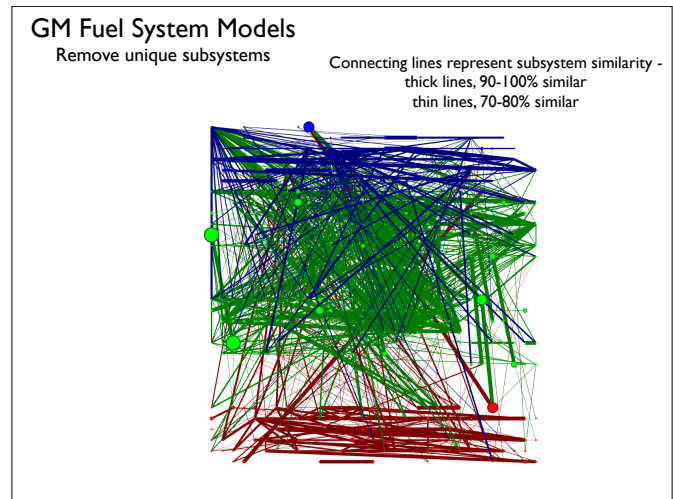 GM Fuel System Models
Remove unique subsystems
Connecting lines represent subsystem similarity -
thick lines, 90-100% similar
thin lines, 70-80% similar